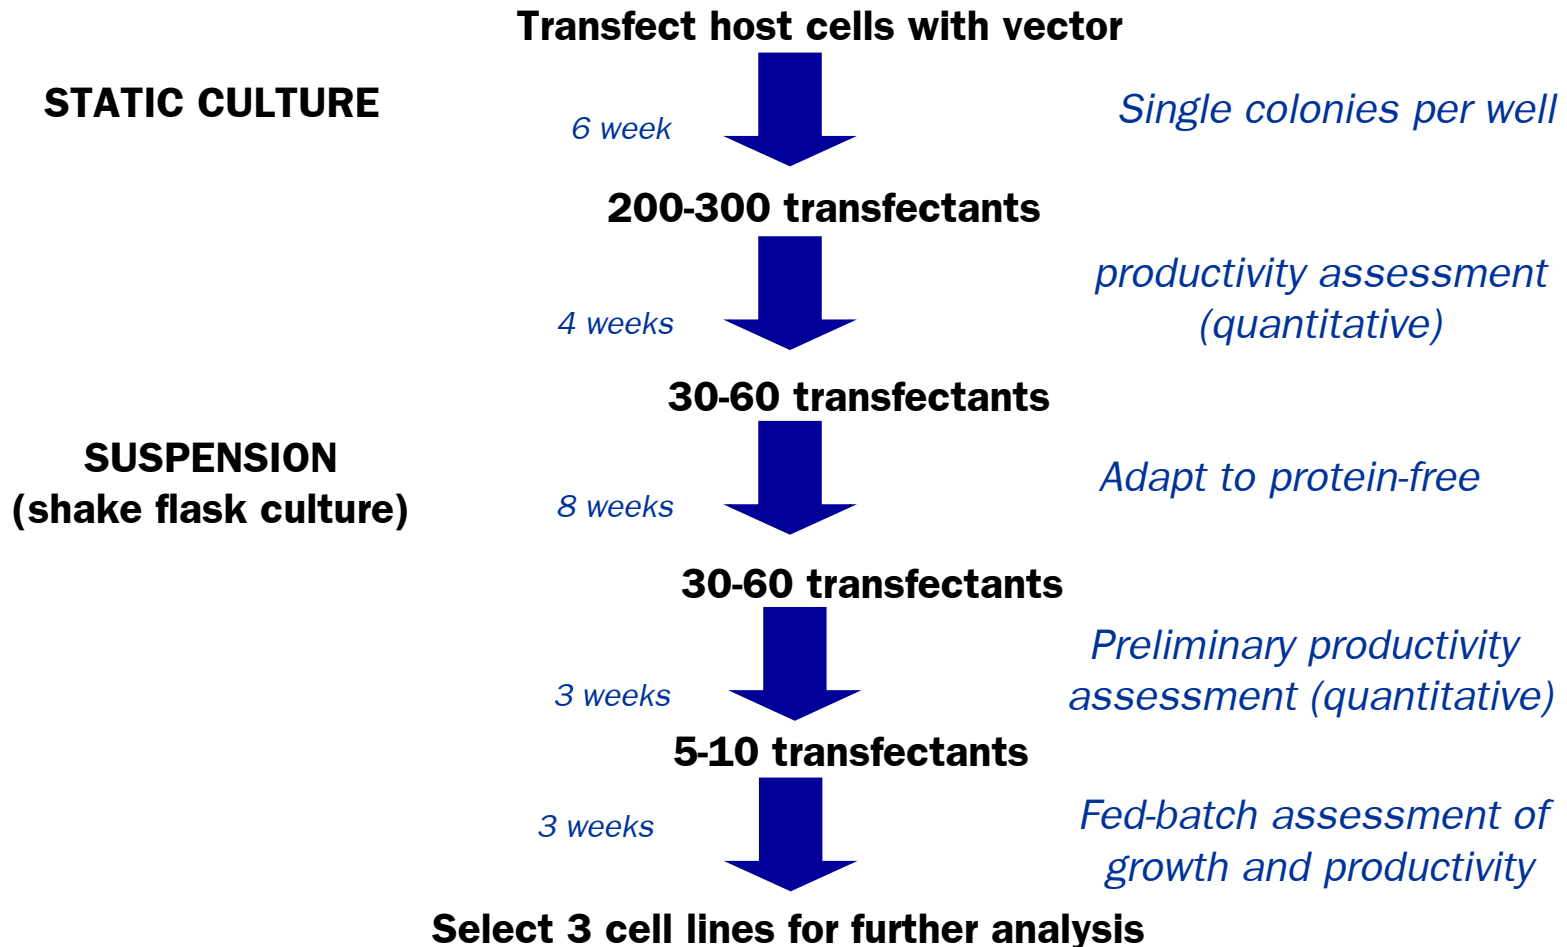 Transfect host cells with vector
STATIC CULTURE
6 week
Single colonies per well
200-300 transfectants
4 weeks
productivity assessment
(quantitative)
30-60 transfectants
SUSPENSION
(shake flask culture)
8 weeks
Adapt to protein-free
30-60 transfectants
3 weeks
Preliminary productivity
assessment (quantitative)
5-10 transfectants
3 weeks
Fed-batch assessment of
growth and productivity
Select 3 cell lines for further analysis